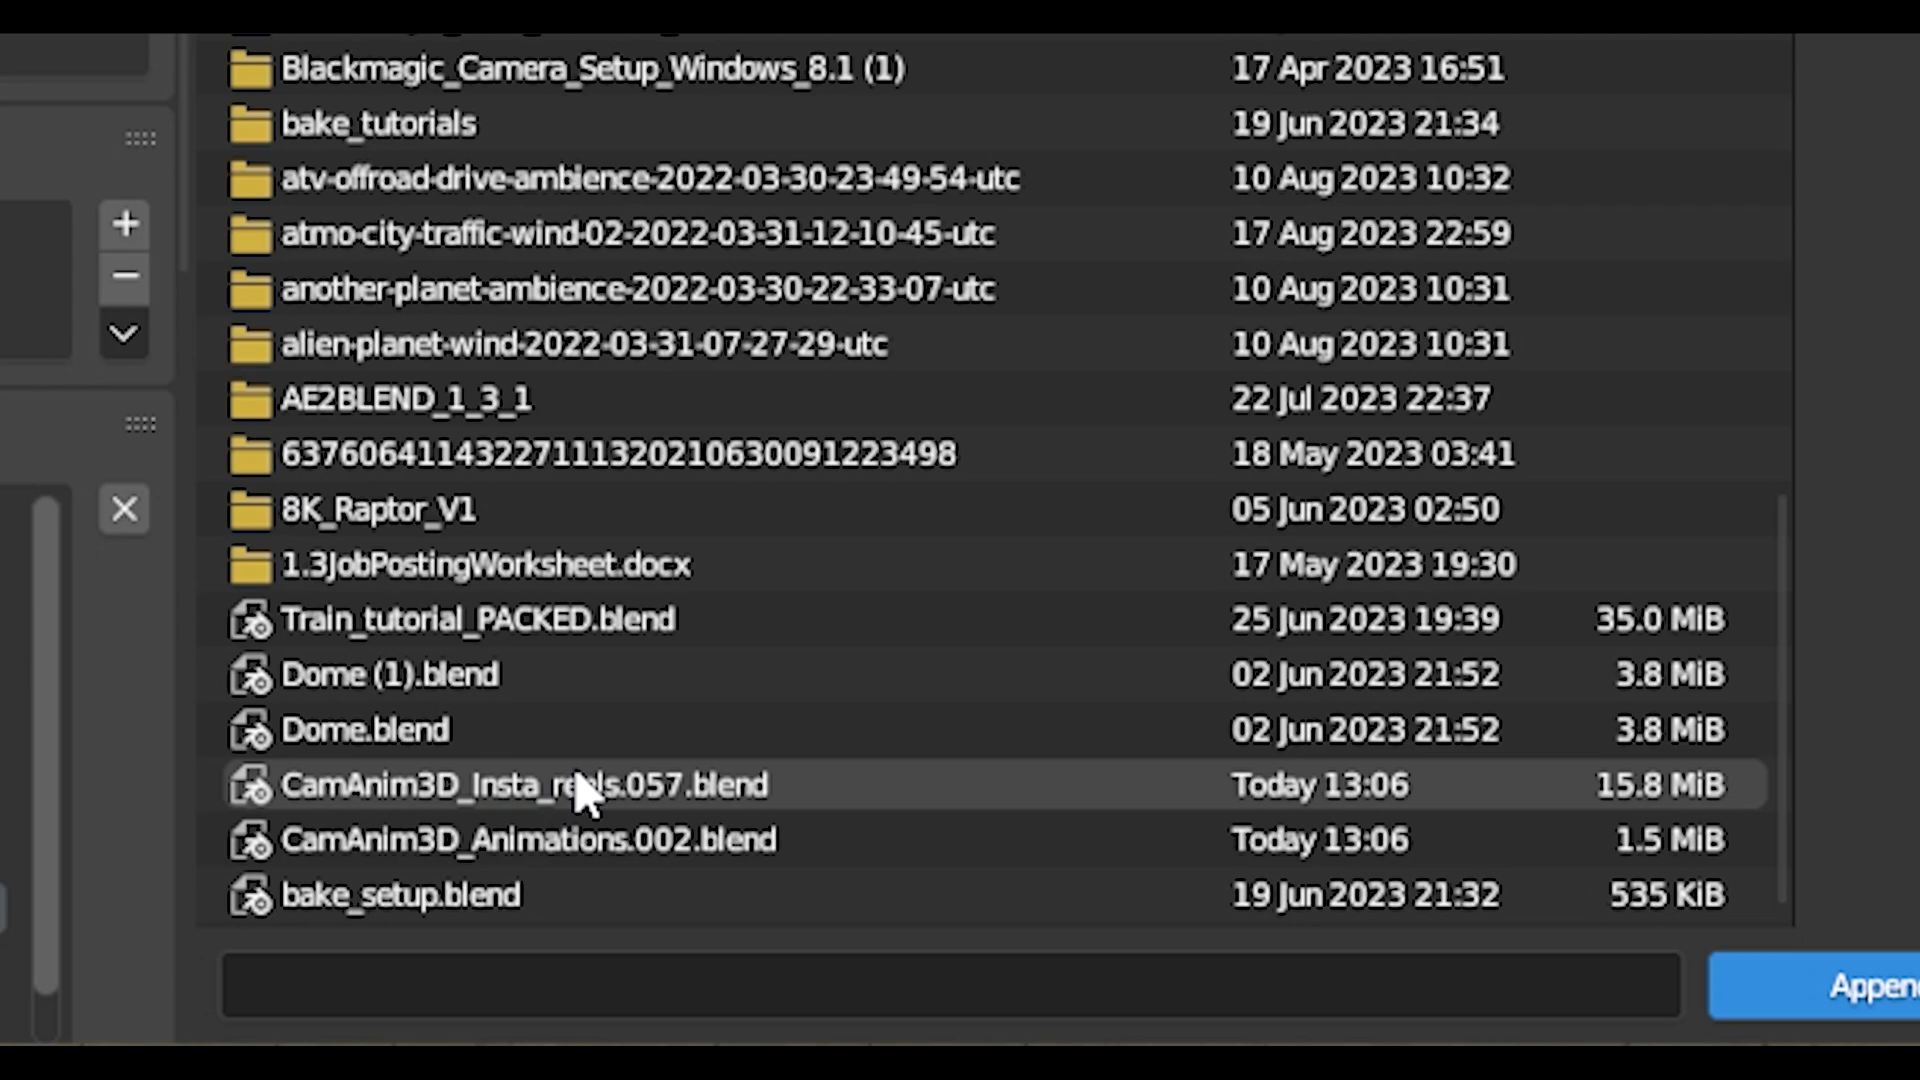 Blackmagic_Camera_Setup_Windows_8.1 (1) 17 Apr 2023 16:51
bake_tutorials 19 Jun 2023 21:34
atv-offroad-drive-ambience-2022-03-30-23-49-54-utc 10 Aug 2023 10:32
atmo-city-traffic-wind-02-2022-03-31-12-10-45-utc 17 Aug 2023 22:59
another-planet-ambience-2022-03-30-22-33-07-utc 10 Aug 2023 10:31
alien-planet-wind-2022-03-31-07-27-29-utc 10 Aug 2023 10:31
AE2BLEND_1_3_1 22 Jul 2023 22:37
63760641143227111320210630091223498 18 May 2023 03:41
8K_Raptor_V1 05 Jun 2023 02:50
1.3JobPostingWorksheet.docx 17 May 2023 19:30
Train_tutorial_PACKED.blend 25 Jun 2023 19:39 35.0 MiB
Dome (1).blend 02 Jun 2023 21:52 3.8 MiB
Dome.blend 02 Jun 2023 21:52 3.8 MiB
CamAnim3D_Insta_reels.057.blend Today 13:06 15.8 MiB
CamAnim3D_Animations.002.blend Today 13:06 1.5 MiB
bake_setup.blend 19 Jun 2023 21:32 535 KiB
Appen